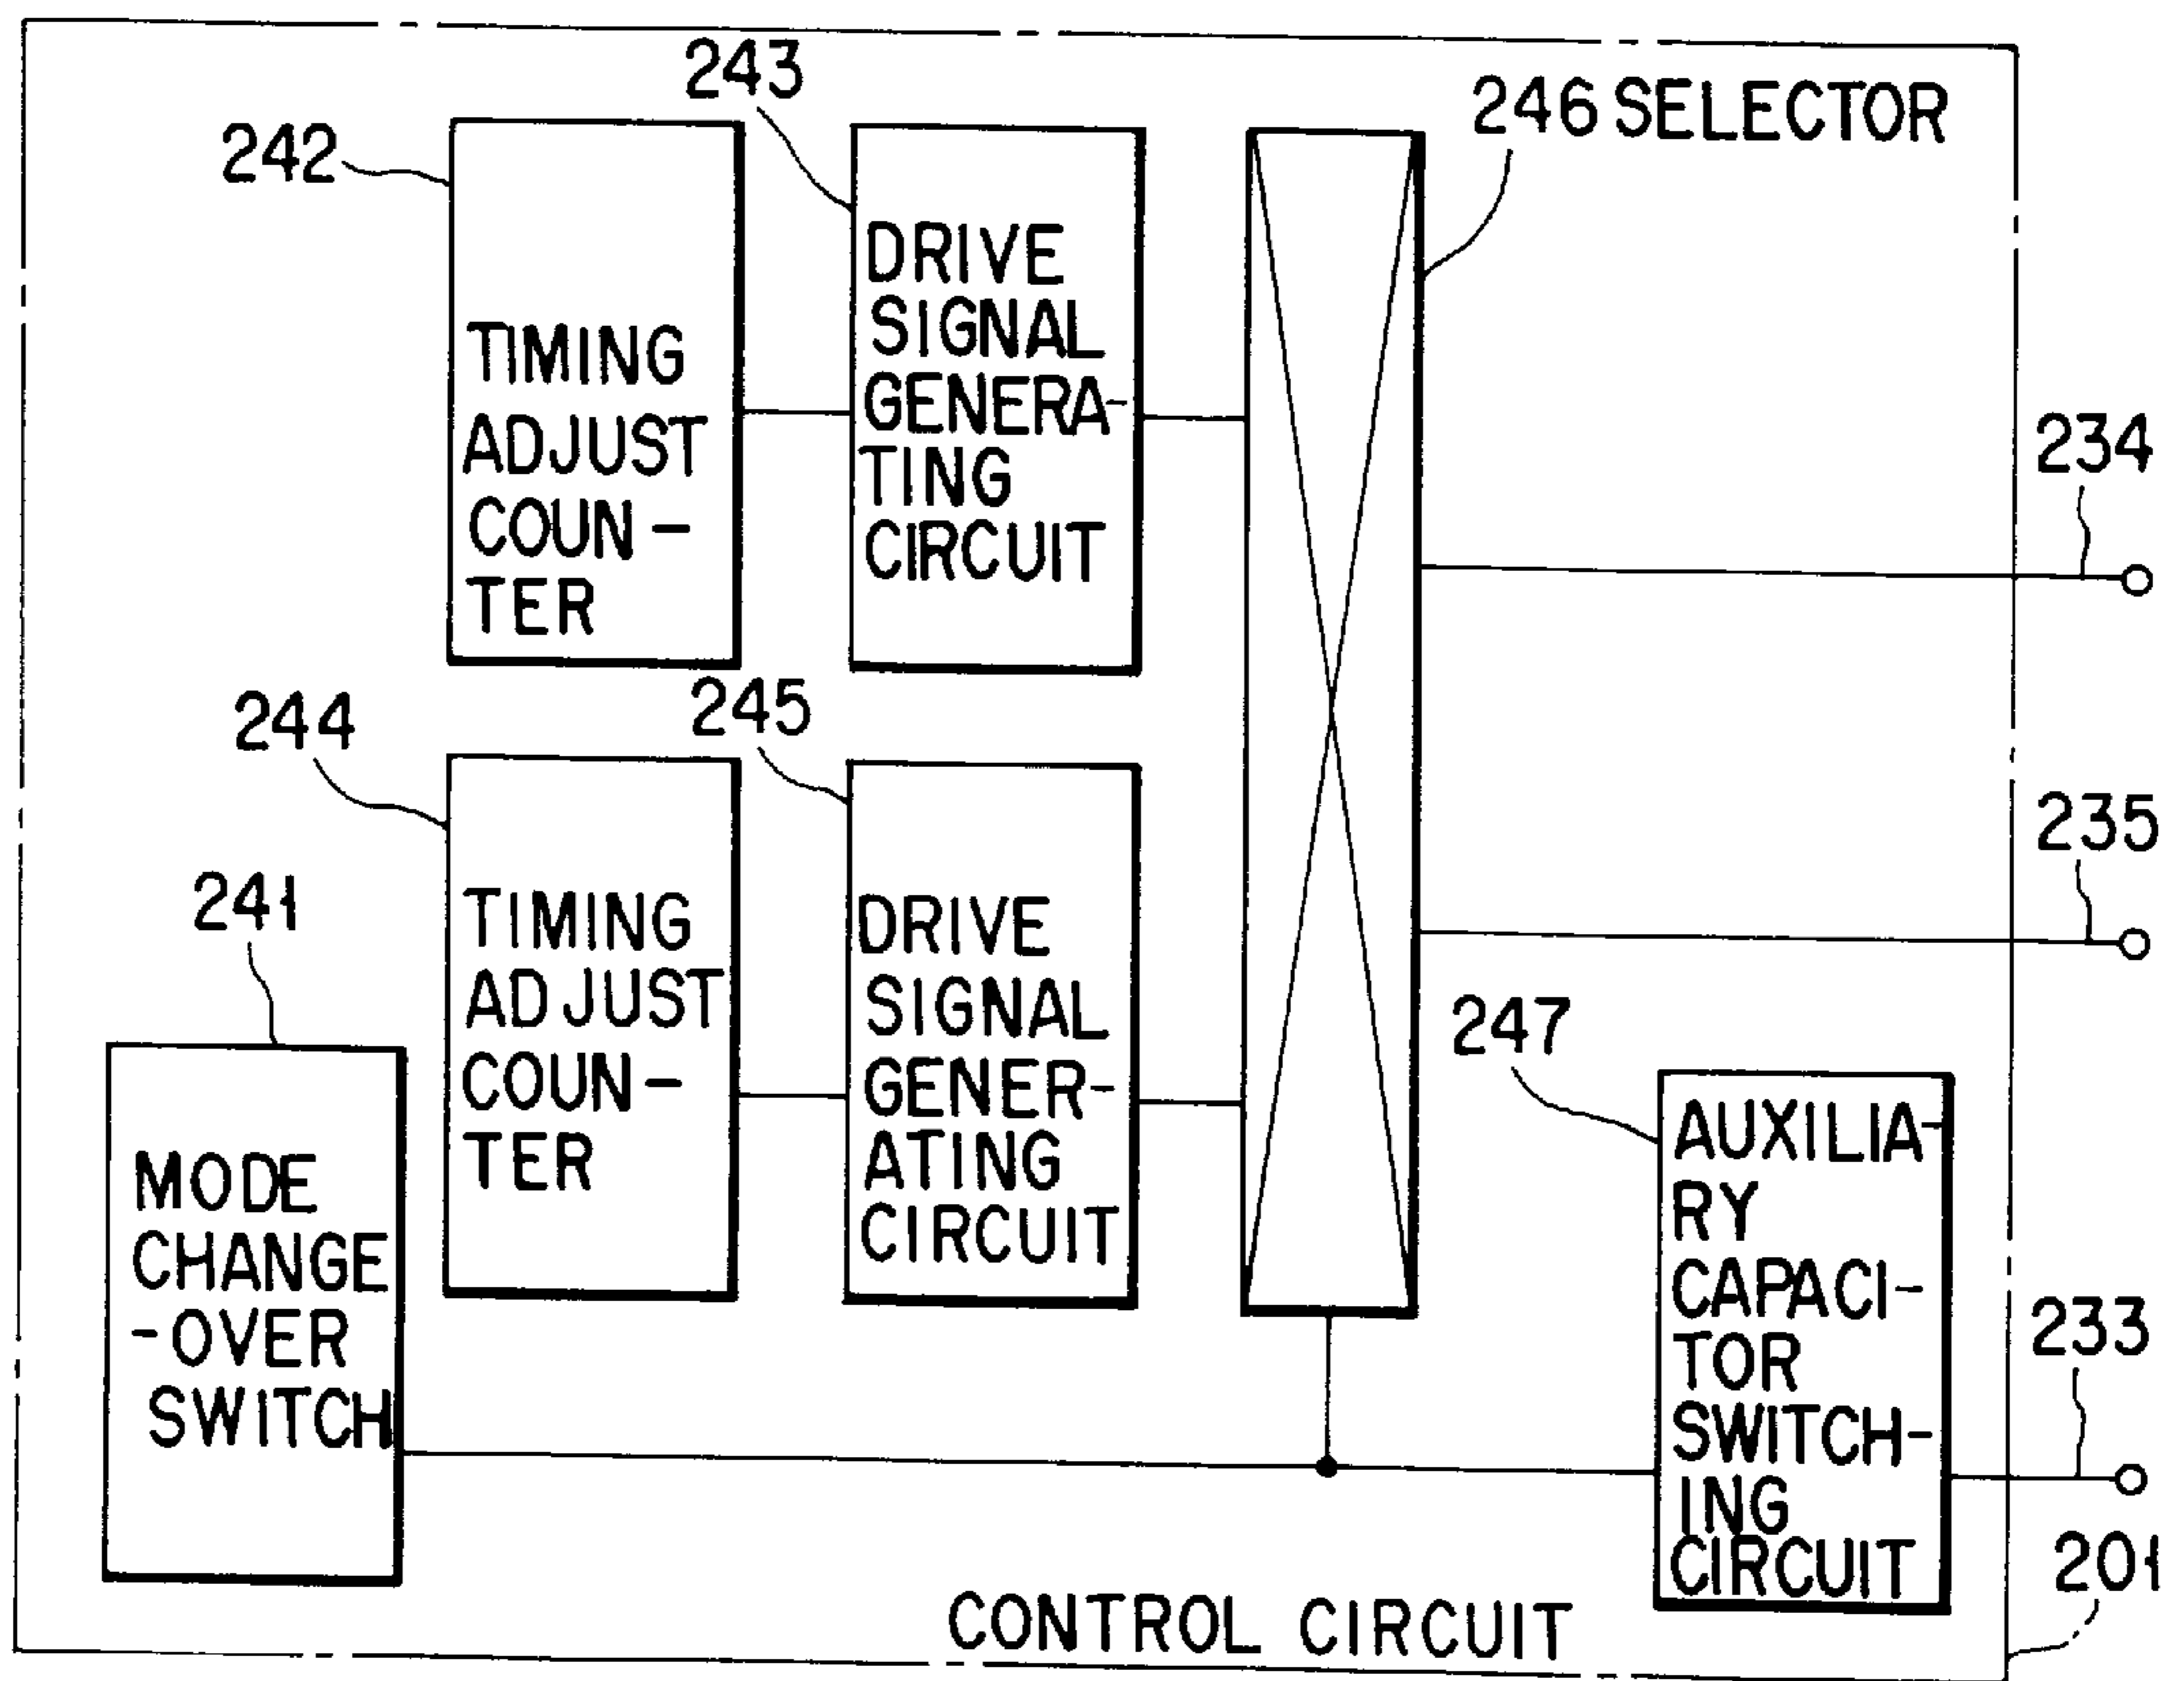 243
246 SELECTOR
242
TIMING
ADJUST
COUN-
TER
DRIVE
SIGNAL
GENERA-
TING
CIRCUIT
234
244
245
235
241
TIMING
ADJUST
COUN-
TER
DRIVE
SIGNAL
GENER-
ATING
CIRCUIT
247
MODE
CHANGE
-OVER
SWITCH
AUXILIA-
RY
CAPACI-
TOR
SWITCH-
ING
CIRCUIT
233
201
CONTROL CIRCUIT